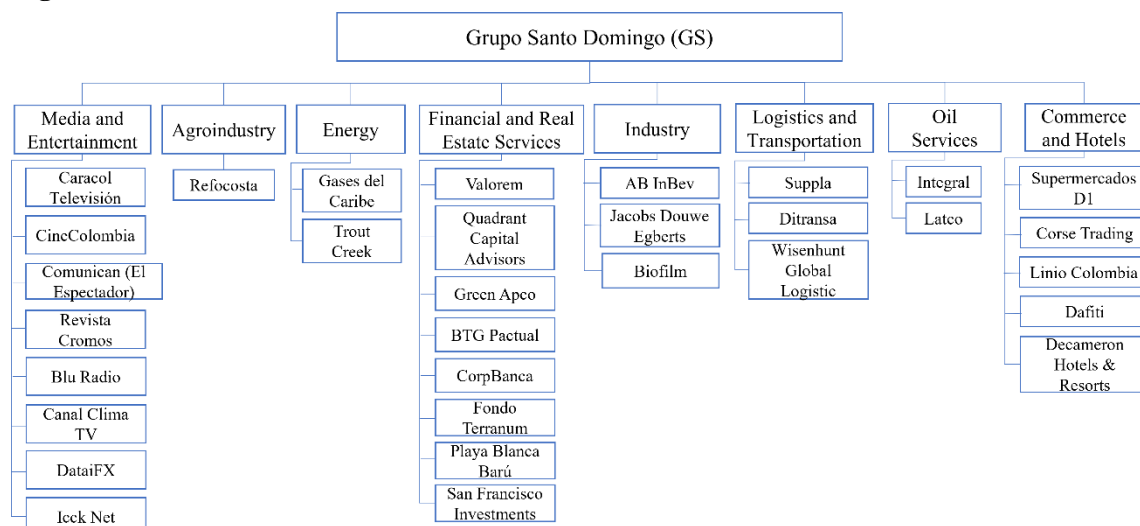 Grupo Santo Domingo (GS)
Media and
Entertainment
Caracol
Televisión
CineColombia
Comunican (El
Espectador)
Revista
Cromos
Blu Radio
Canal Clima
TV
DataiFX
Icck Net
Agroindustry
Refocosta
Energy
Gases del
Caribe
Trout
Creek
Financial and Real
Estate Services
Valorem
Quadrant
Capital
Advisors
Green Apeo
BTG Pactual
CorpBanca
Fondo
Terranum
Playa Blanca
Barú
San Francisco
Investments
Industry
AB InBev
Jacobs Douwe
Egberts
Biofilm
Logistics and
Transportation
Suppla
Ditransa
Wisenhunt
Global
Logistic
Oil
Services
Integral
Latco
Commerce
and Hotels
Supermercados
D1
Corse Trading
Linio Colombia
Dafiti
Decameron
Hotels &
Resorts